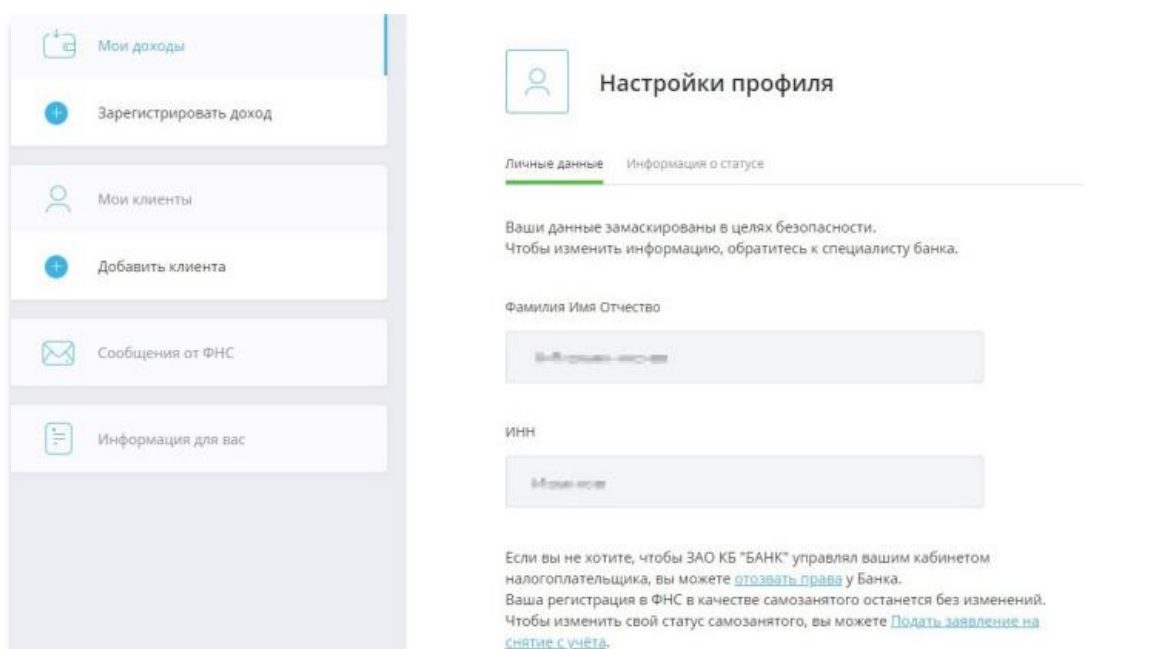 Мои доходы
Зарегистрировать доход
Мои клиенты
Добавить клиента
Сообщения от ФНС
Информация для вас
Настройки профиля
Личные данные Информация о статусе
Ваши данные замаскированы в целях безопасности.
Чтобы изменить информацию, обратитесь к специалисту банка.
Фамилия Имя Отчество
ИНН
Если вы не хотите, чтобы ЗАО КБ "БАНК" управлял вашим кабинетом
налогоплательщика, вы можете отозвать права у Банка.
Ваша регистрация в ФНС в качестве самозанятого останется без изменений.
Чтобы изменить свой статус самозанятого, вы можете Подать заявление на
снятие с учёта.